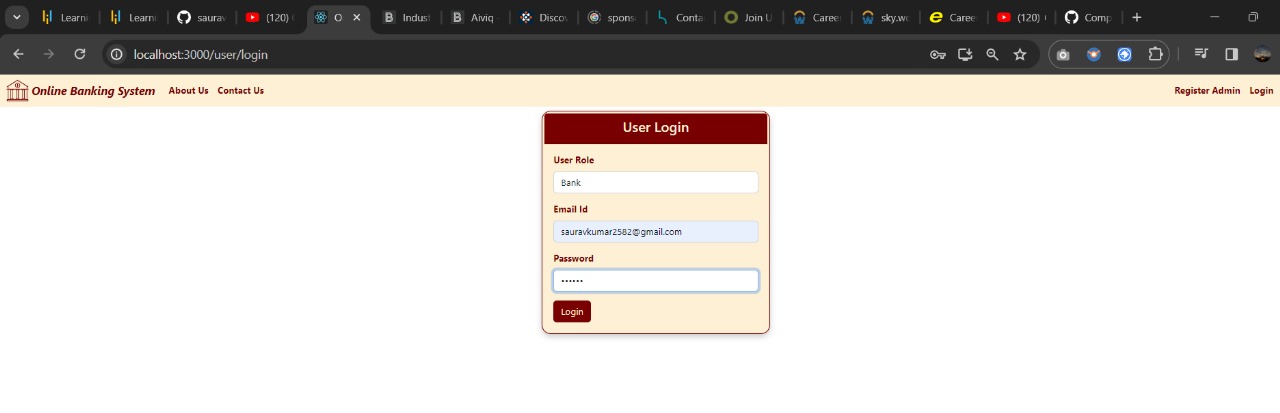 Learni
Learni
saurav
(120)
O
Indust
Aiviq -
Discov
spons
Conta
Join U
Career
sky.wo
Caree
(120)
Comp
localhost:3000/user/login
Online Banking System About Us Contact Us Register Admin Login
User Login
User Role
Bank
Email Id
sauravkumar2582@gmail.com
Password
••••••
Login